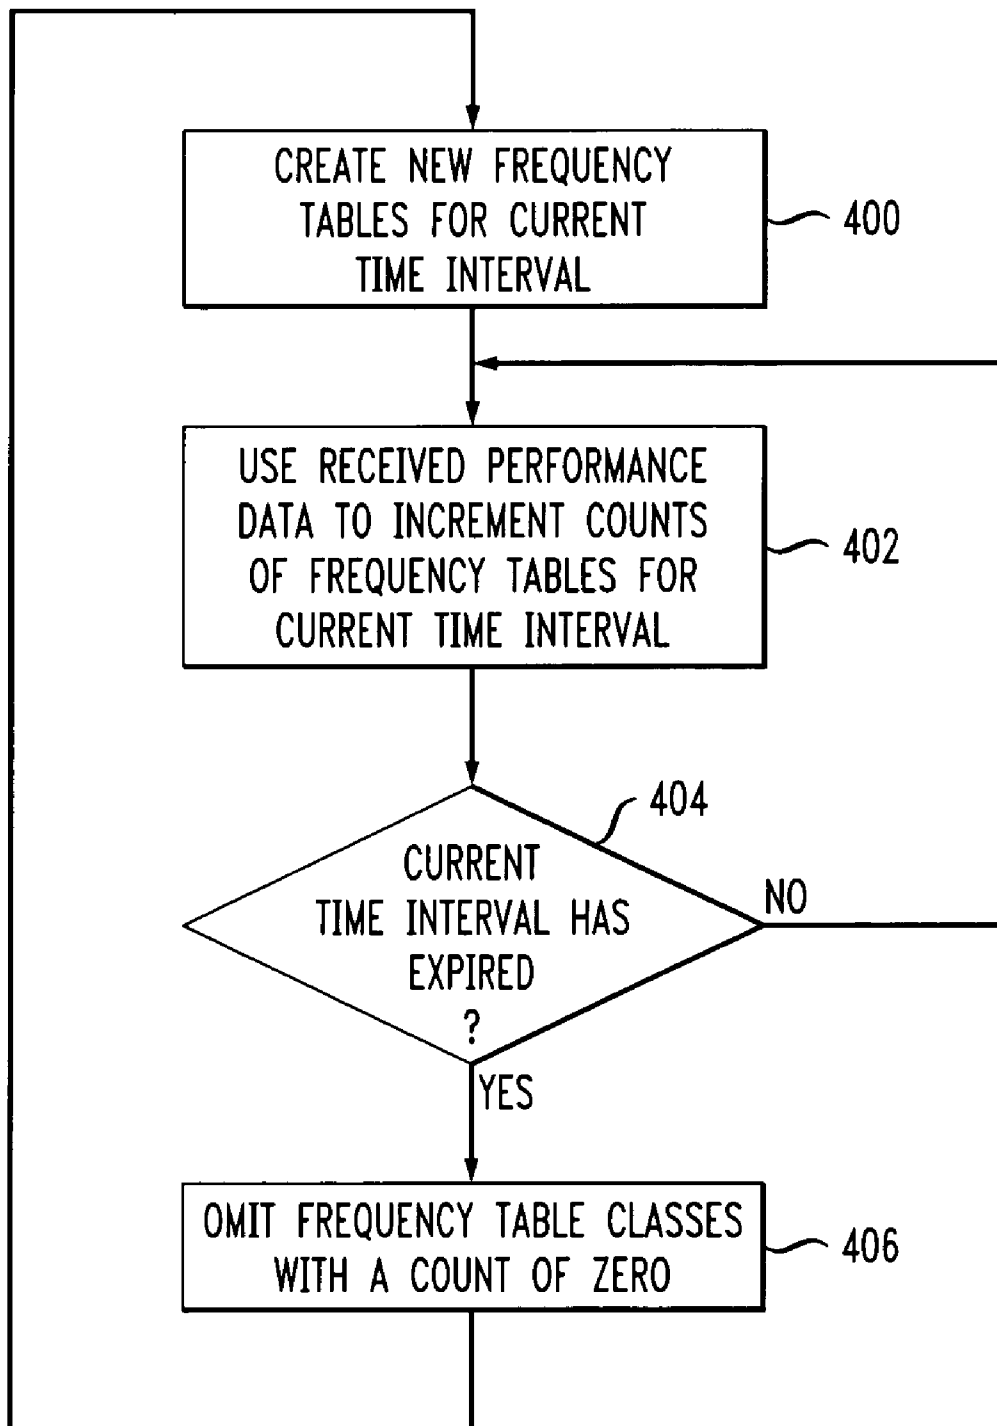 CREATE NEW FREQUENCY
TABLES FOR CURRENT
TIME INTERVAL
400
USE RECEIVED PERFORMANCE
DATA TO INCREMENT COUNTS
OF FREQUENCY TABLES FOR
CURRENT TIME INTERVAL
402
404
CURRENT
TIME INTERVAL HAS
EXPIRED
?
NO
YES
OMIT FREQUENCY TABLE CLASSES
WITH A COUNT OF ZERO
406